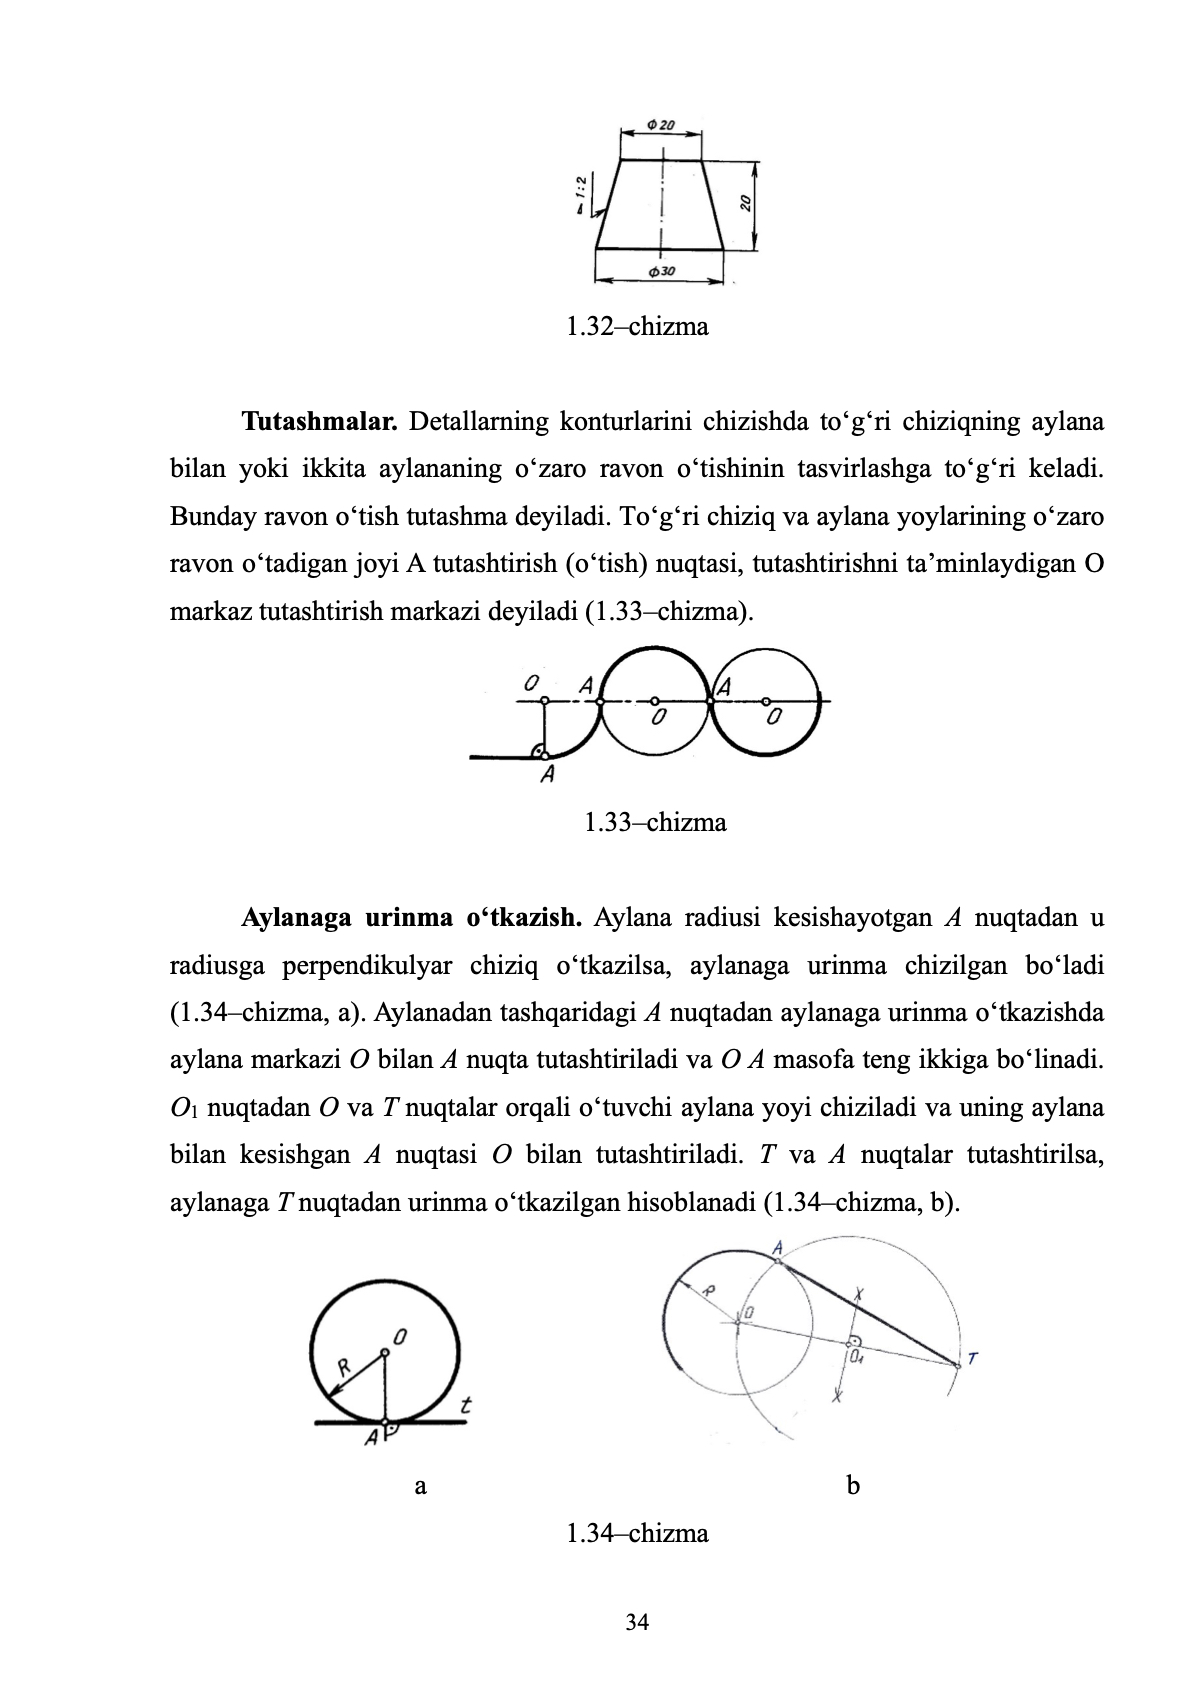 Φ20
▷1:2
20
Φ30
1.32–chizma
Tutashmalar. Detallarning konturlarini chizishda to‘g‘ri chiziqning aylana
bilan yoki ikkita aylananing o‘zaro ravon o‘tishinin tasvirlashga to‘g‘ri keladi.
Bunday ravon o‘tish tutashma deyiladi. To‘g‘ri chiziq va aylana yoylarining o‘zaro
ravon o‘tadigan joyi A tutashtirish (o‘tish) nuqtasi, tutashtirishni ta’minlaydigan O
markaz tutashtirish markazi deyiladi (1.33–chizma).
O A A
O O
A
1.33–chizma
Aylanaga urinma o‘tkazish. Aylana radiusi kesishayotgan A nuqtadan u
radiusga perpendikulyar chiziq o‘tkazilsa, aylanaga urinma chizilgan bo‘ladi
(1.34–chizma, a). Aylanadan tashqaridagi A nuqtadan aylanaga urinma o‘tkazishda
aylana markazi O bilan A nuqta tutashtiriladi va O A masofa teng ikkiga bo‘linadi.
O1 nuqtadan O va T nuqtalar orqali o‘tuvchi aylana yoyi chiziladi va uning aylana
bilan kesishgan A nuqtasi O bilan tutashtiriladi. T va A nuqtalar tutashtirilsa,
aylanaga T nuqtadan urinma o‘tkazilgan hisoblanadi (1.34–chizma, b).
O
R
t
A
A
R
O
O1
T
a b
1.34–chizma
34